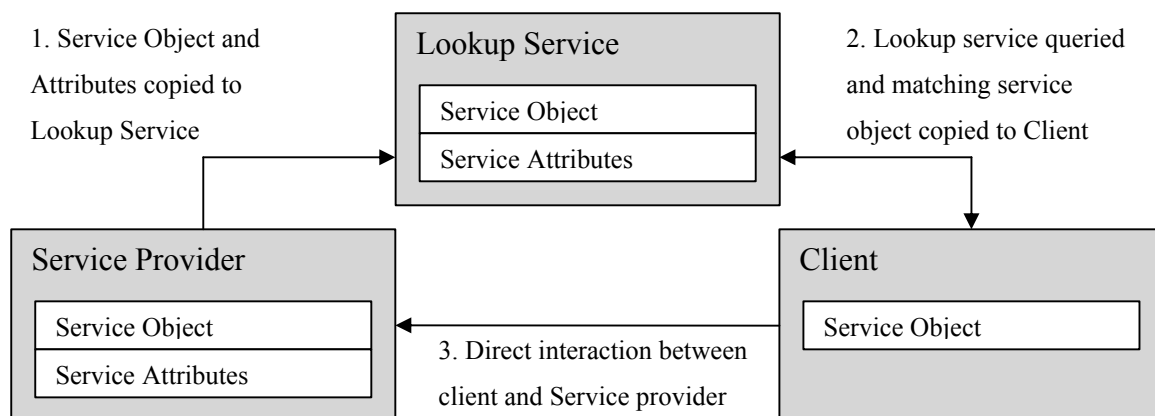 1. Service Object and
Attributes copied to
Lookup Service
Lookup Service
Service Object
Service Attributes
2. Lookup service queried
and matching service
object copied to Client
Service Provider
Service Object
Service Attributes
3. Direct interaction between
client and Service provider
Client
Service Object